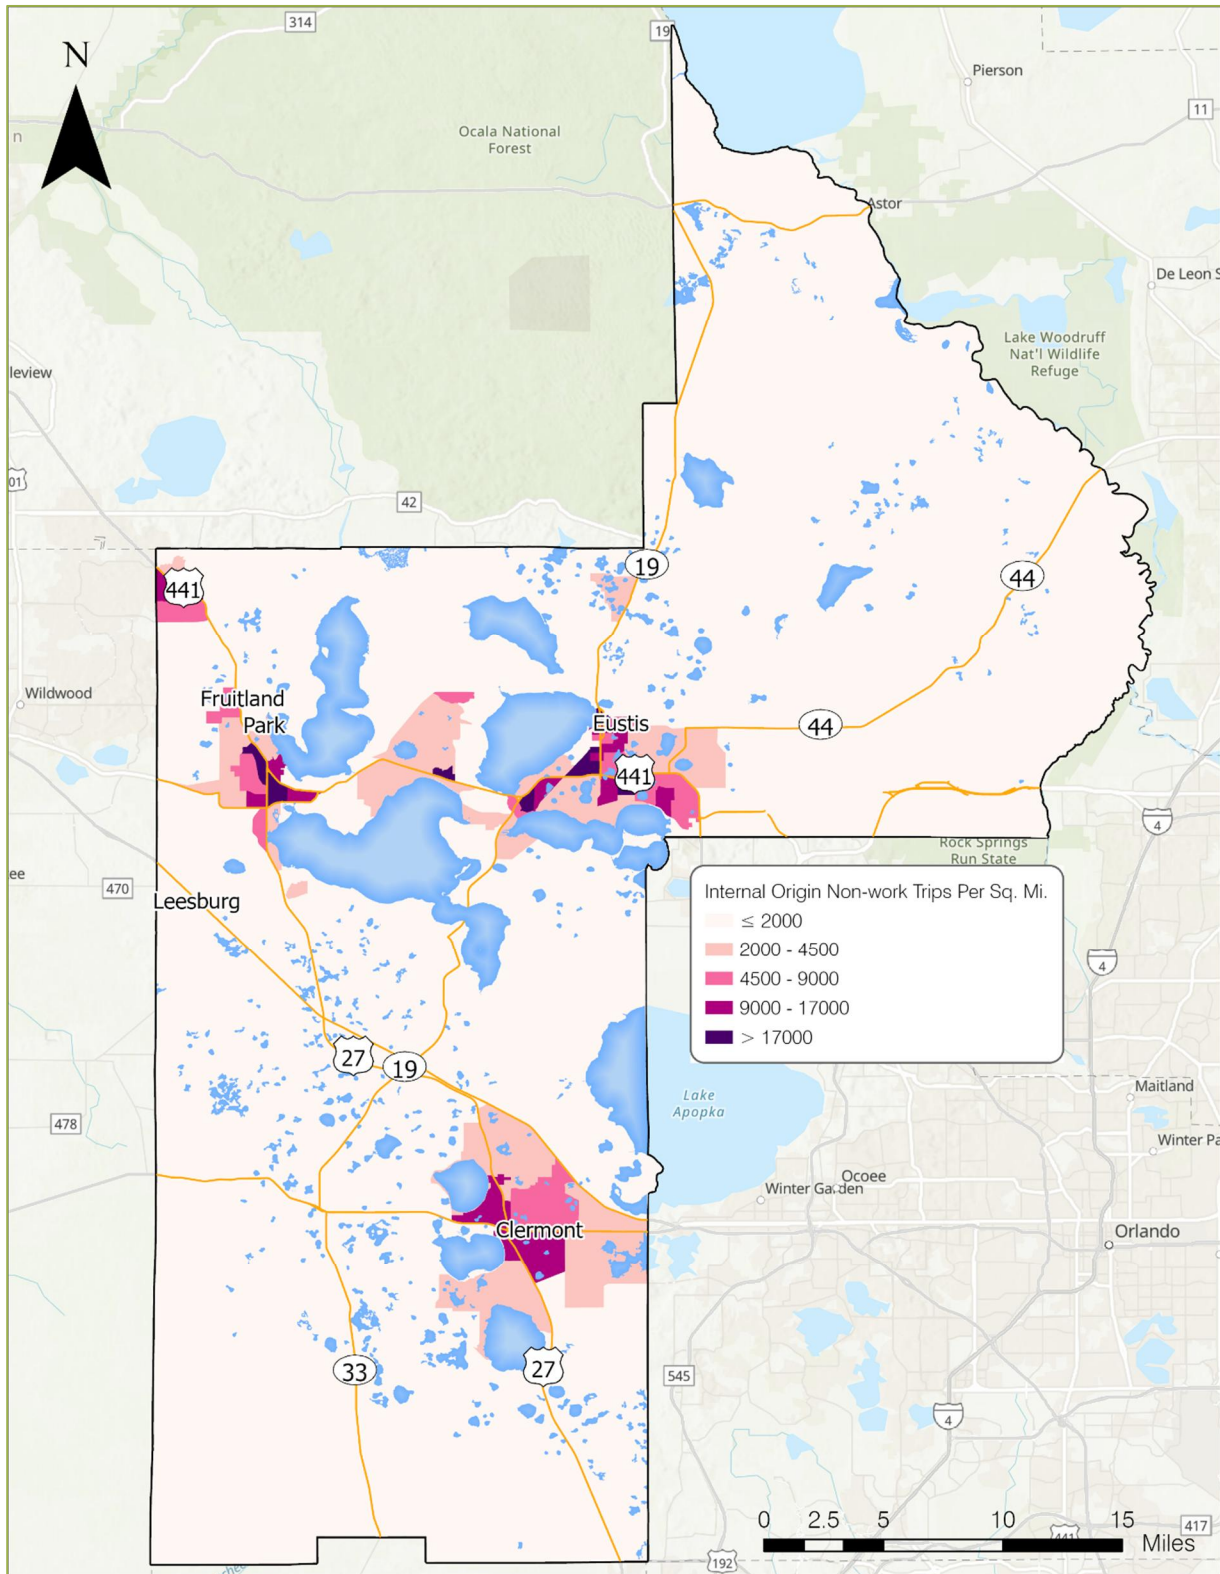 314
19
N
Pierson
11
Ocala National
Forest
n
Astor
De Leon S
Lake Woodruff
Nat'l Wildlife
Refuge
leview
01
42
19
44
441
Wildwood
Fruitland
Park
Eustis
44
441
4
Rock Springs
Run State
ee
470
Leesburg
Internal Origin Non-work Trips Per Sq. Mi.
≤ 2000
2000 - 4500
4500 - 9000
9000 - 17000
> 17000
4
27
19
Lake
Apopka
Maitland
478
Winter Pa
Ocoee
Winter Garden
Clermont
Orlando
33
27
545
4
0 2.5 5 10 15
Miles
441
417
192